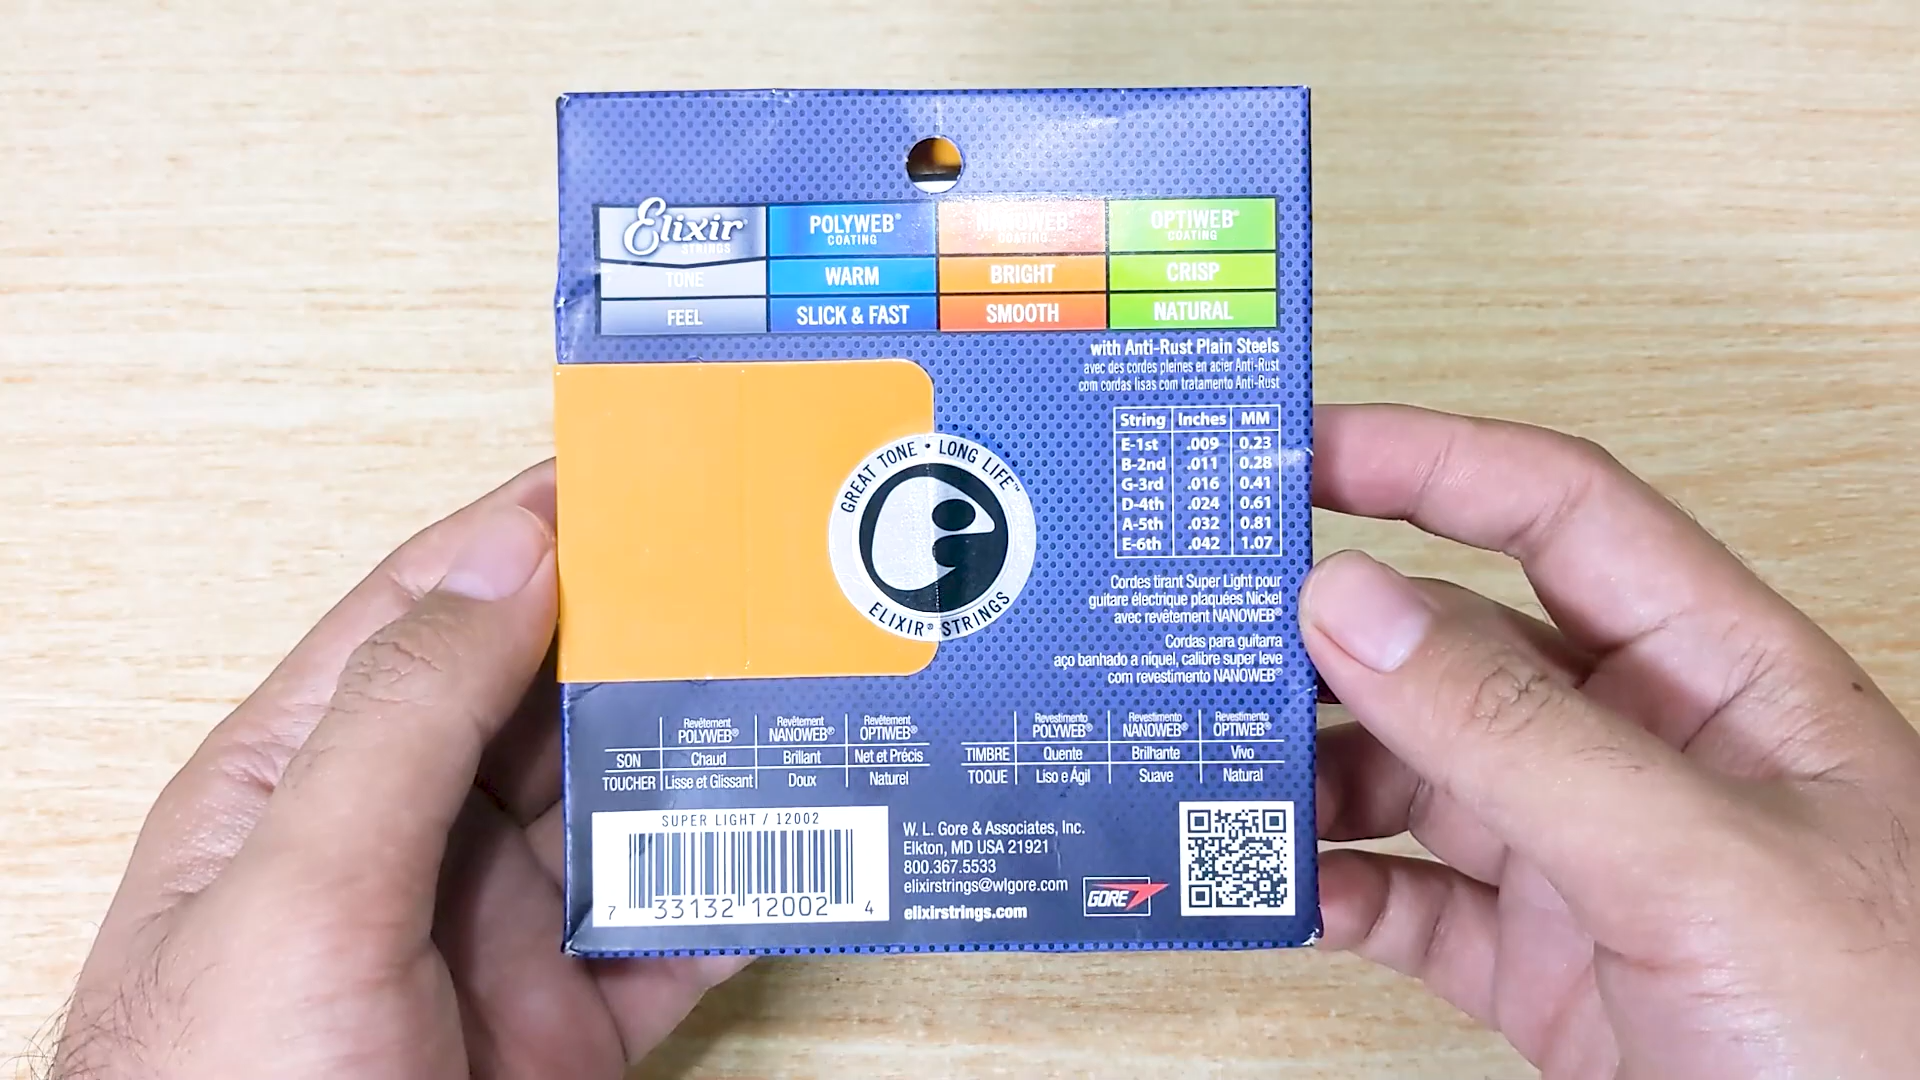 Elixir®
STRINGS
POLYWEB®
COATING
NANOWEB®
COATING
OPTIWEB®
COATING
TONE
WARM
BRIGHT
CRISP
FEEL
SLICK & FAST
SMOOTH
NATURAL
with Anti-Rust Plain Steels
avec des cordes pleines en acier Anti-Rust
com cordas lisas com tratamento Anti-Rust
GREAT TONE • LONG LIFE™
ELIXIR® STRINGS
String Inches MM
E-1st .009 0.23
B-2nd .011 0.28
G-3rd .016 0.41
D-4th .024 0.61
A-5th .032 0.81
E-6th .042 1.07
Cordes tirant Super Light pour
guitare électrique plaquées Nickel
avec revêtement NANOWEB®
Cordas para guitarra
aço banhado a níquel, calibre super leve
com revestimento NANOWEB®
Revêtement
POLYWEB®
Revêtement
NANOWEB®
Revêtement
OPTIWEB®
SON Chaud Brillant Net et Précis
TOUCHER Lisse et Glissant Doux Naturel
Revestimento
POLYWEB®
Revestimento
NANOWEB®
Revestimento
OPTIWEB®
TIMBRE Quente Brilhante Vivo
TOQUE Liso e Ágil Suave Natural
SUPER LIGHT / 12002
7 33132 12002 4
W. L. Gore & Associates, Inc.
Elkton, MD USA 21921
800.367.5533
elixirstrings@wlgore.com
elixirstrings.com
GORE